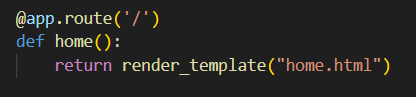 @app.route('/')
def home():
    return render_template("home.html")